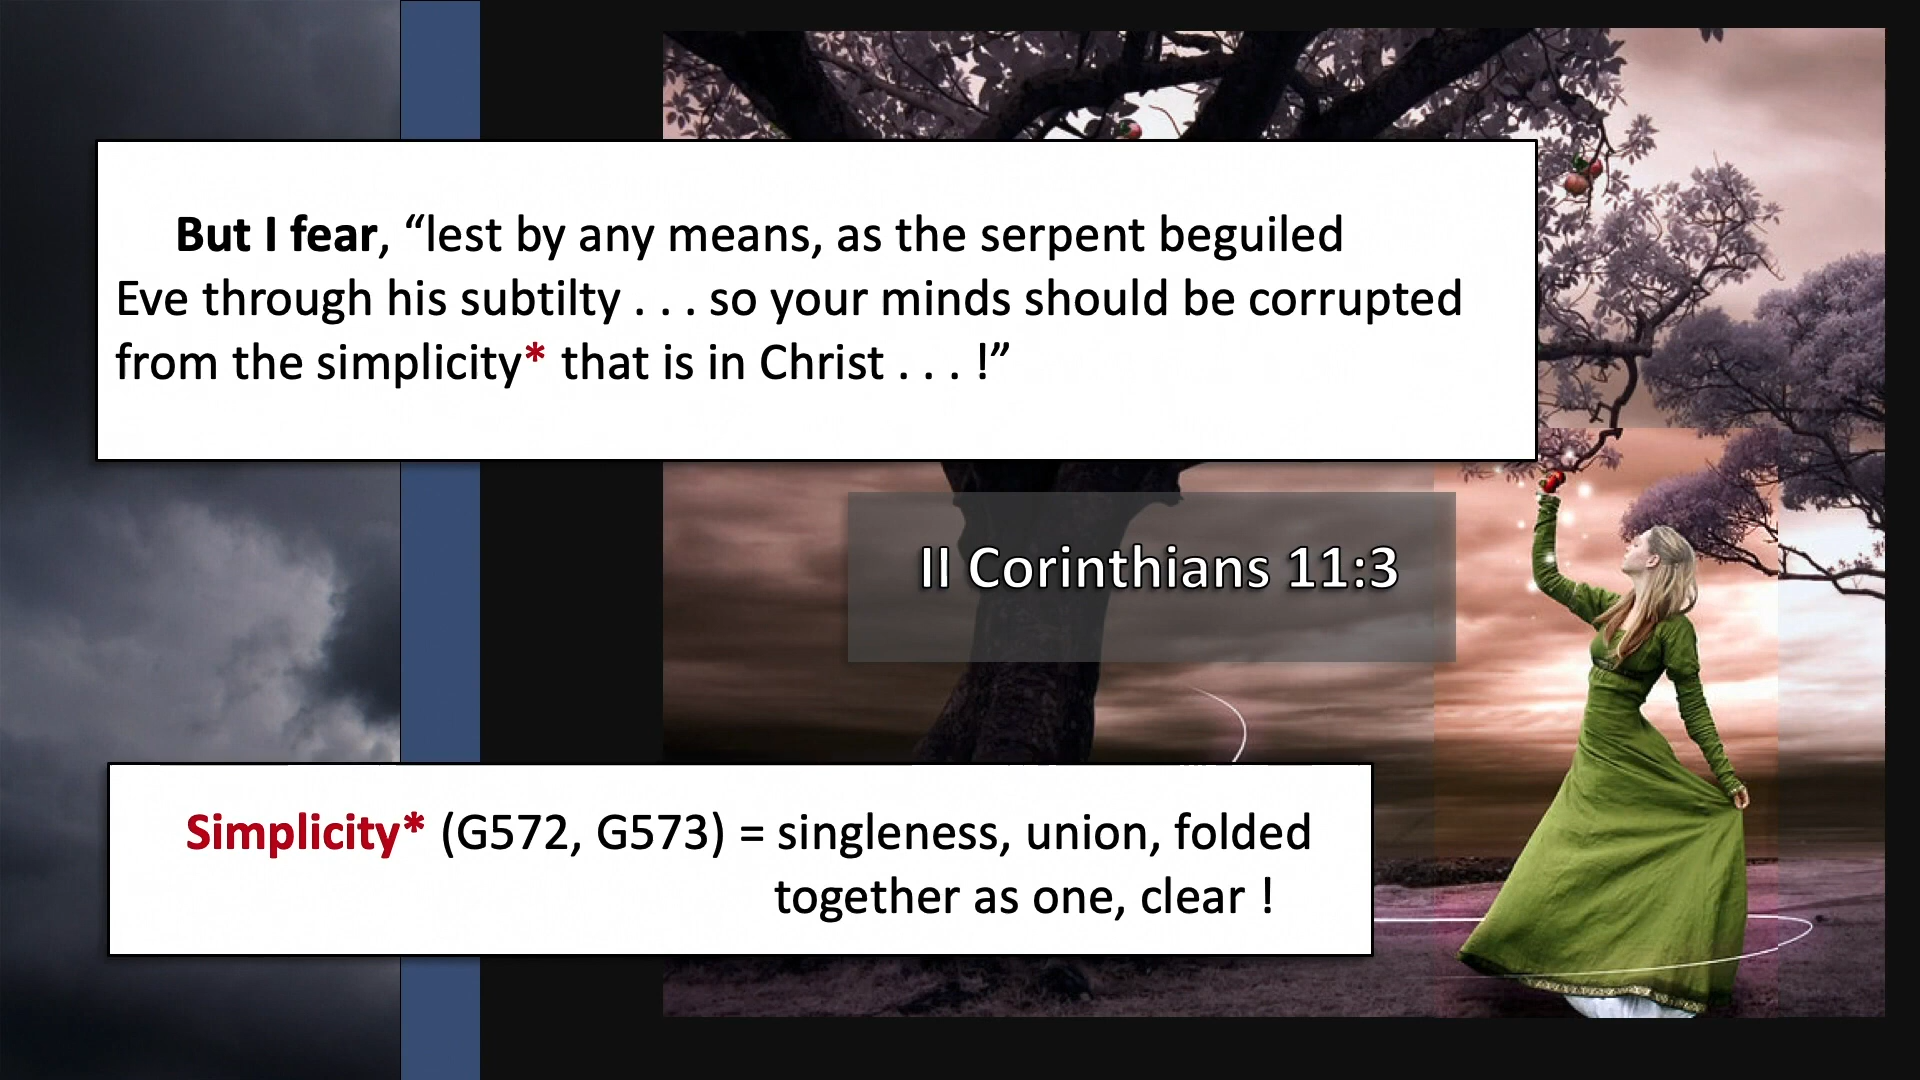 But I fear, “lest by any means, as the serpent beguiled
Eve through his subtilty . . . so your minds should be corrupted
from the simplicity* that is in Christ . . . !”
II Corinthians 11:3
Simplicity* (G572, G573) = singleness, union, folded
together as one, clear !